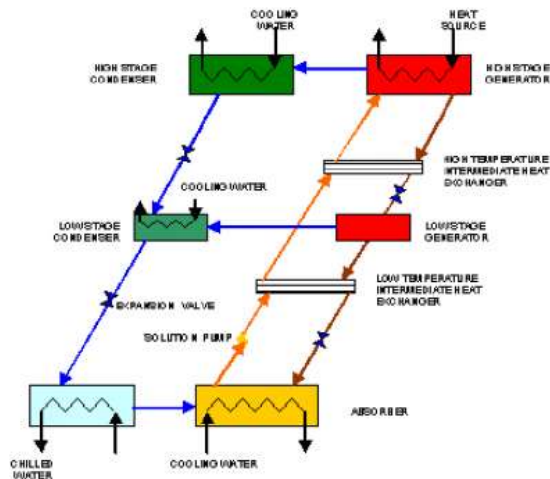 COOLING
WATER
HEAT
SOURCE
HIGH STAGE
CONDENSER
HIGH STAGE
GENERATOR
HIGH TEMPERATURE
INTERMEDIATE HEAT
EXCHANGER
COOLING WATER
LOW STAGE
CONDENSER
LOW STAGE
GENERATOR
LOW TEMPERATURE
INTERMEDIATE HEAT
EXCHANGER
EXPANSION VALVE
SOLUTION PUMP
ABSORBER
CHILLED
WATER
COOLING WATER